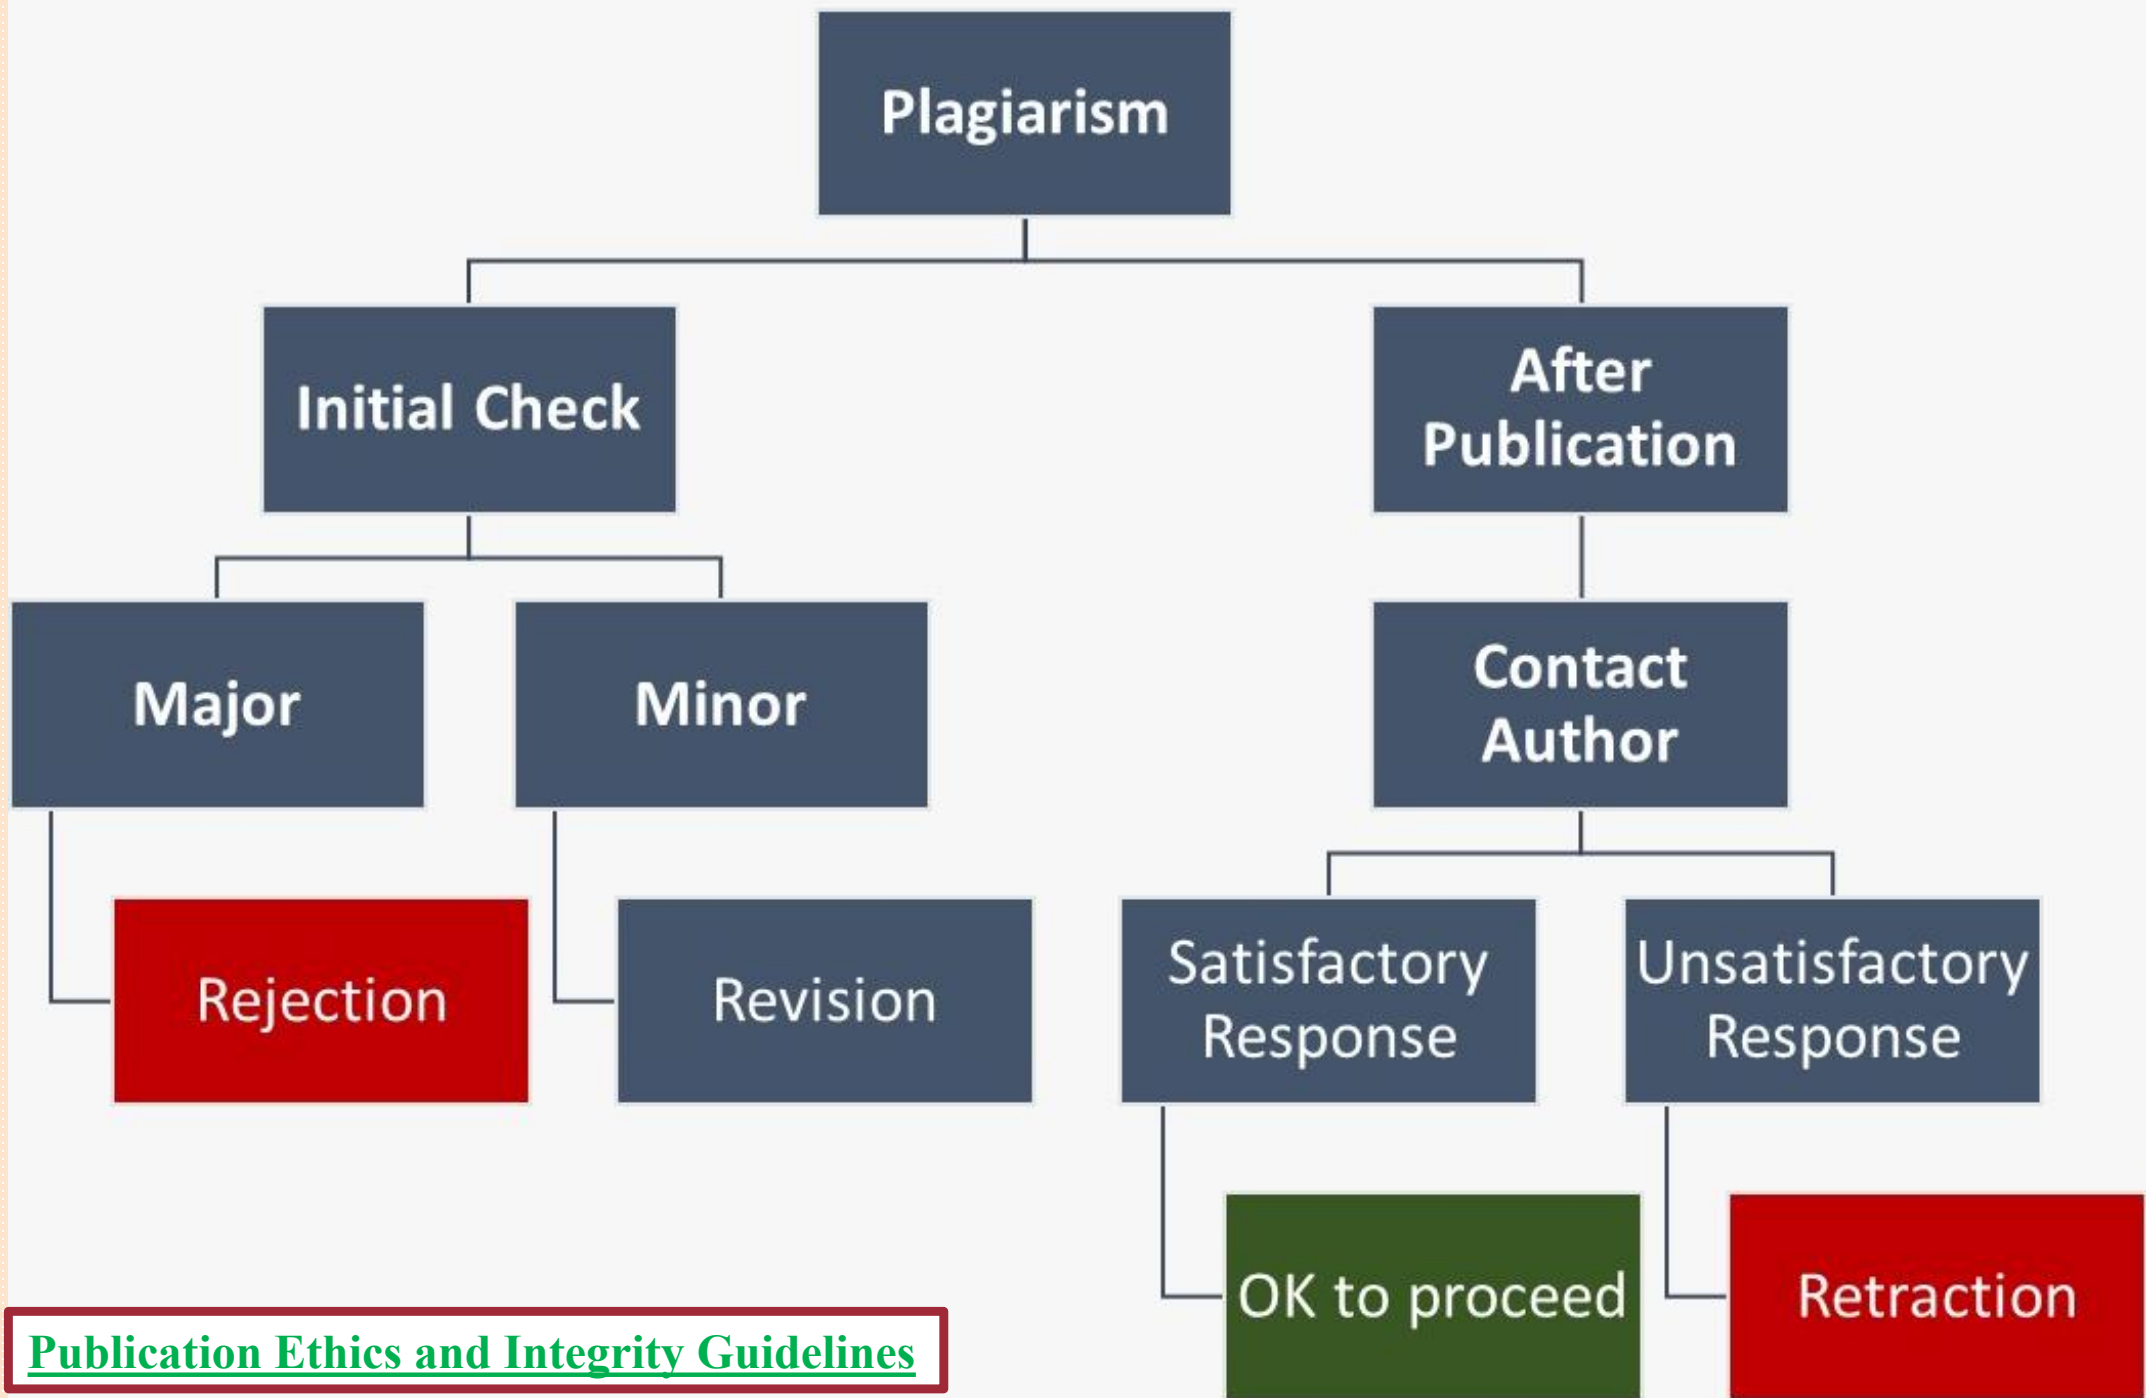 Plagiarism
Initial Check
After
Publication
Major
Minor
Contact
Author
Rejection
Revision
Satisfactory
Response
Unsatisfactory
Response
OK to proceed
Retraction
Publication Ethics and Integrity Guidelines